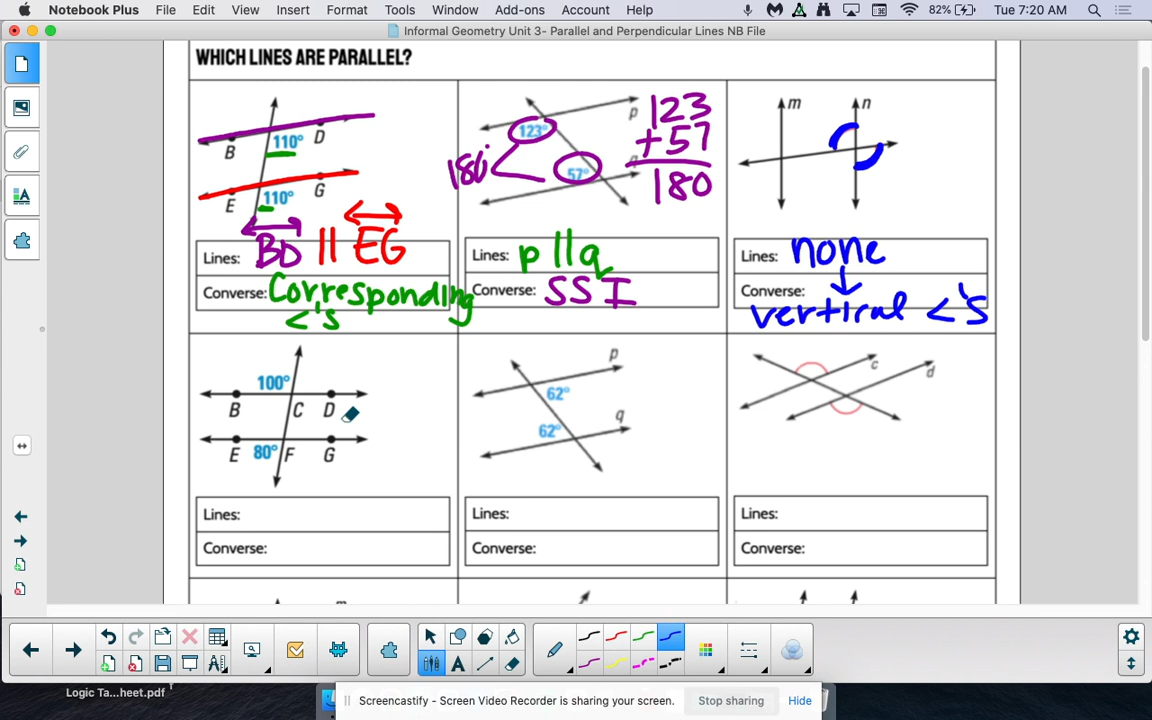 Notebook Plus File Edit View Insert Format Tools Window Add-ons Account Help 82% Tue 7:20 AM
Informal Geometry Unit 3- Parallel and Perpendicular Lines NB File
WHICH LINES ARE PARALLEL?
B 110° D
E 110° G
Lines: BD || EG
Converse: Corresponding
<'s
123° p
57°
180
123
+57
180
Lines: p || q
Converse: SSI
m n
Lines: none
Converse:
vertical <'s
100°
B C D
E 80° F G
Lines:
Converse:
p
62°
q
62°
Lines:
Converse:
c d
Lines:
Converse:
Logic Ta...heet.pdf
Screencastify - Screen Video Recorder is sharing your screen. Stop sharing Hide